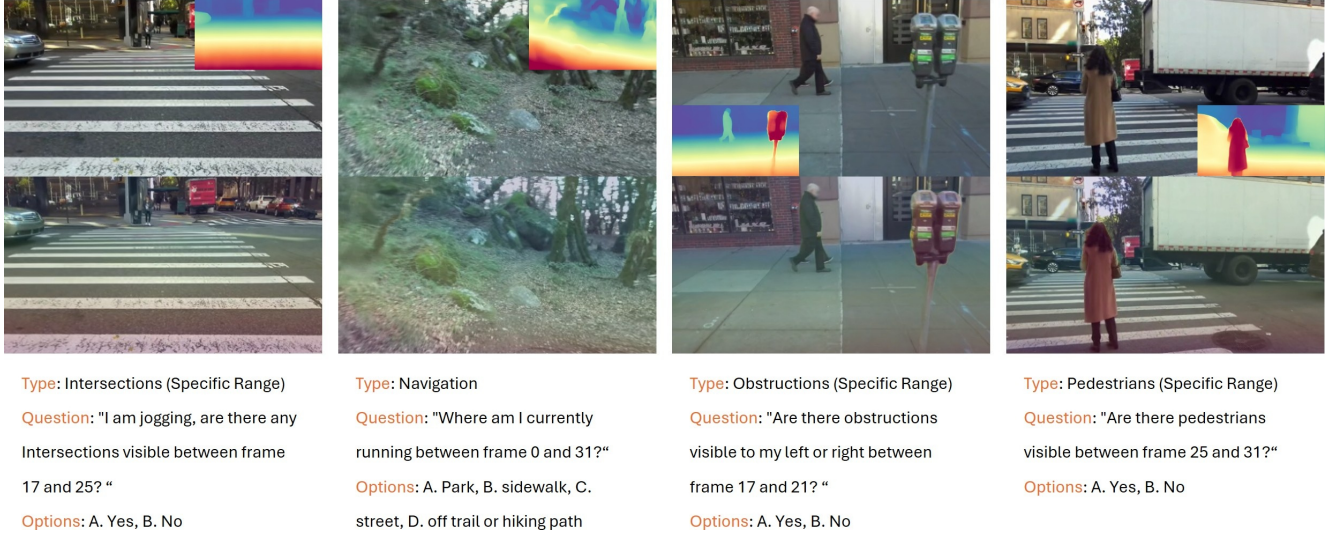 Type: Intersections (Specific Range)
Question: "I am jogging, are there any
Intersections visible between frame
17 and 25? “
Options: A. Yes, B. No
Type: Navigation
Question: "Where am I currently
running between frame 0 and 31?“
Options: A. Park, B. sidewalk, C.
street, D. off trail or hiking path
Type: Obstructions (Specific Range)
Question: "Are there obstructions
visible to my left or right between
frame 17 and 21? “
Options: A. Yes, B. No
Type: Pedestrians (Specific Range)
Question: "Are there pedestrians
visible between frame 25 and 31?“
Options: A. Yes, B. No